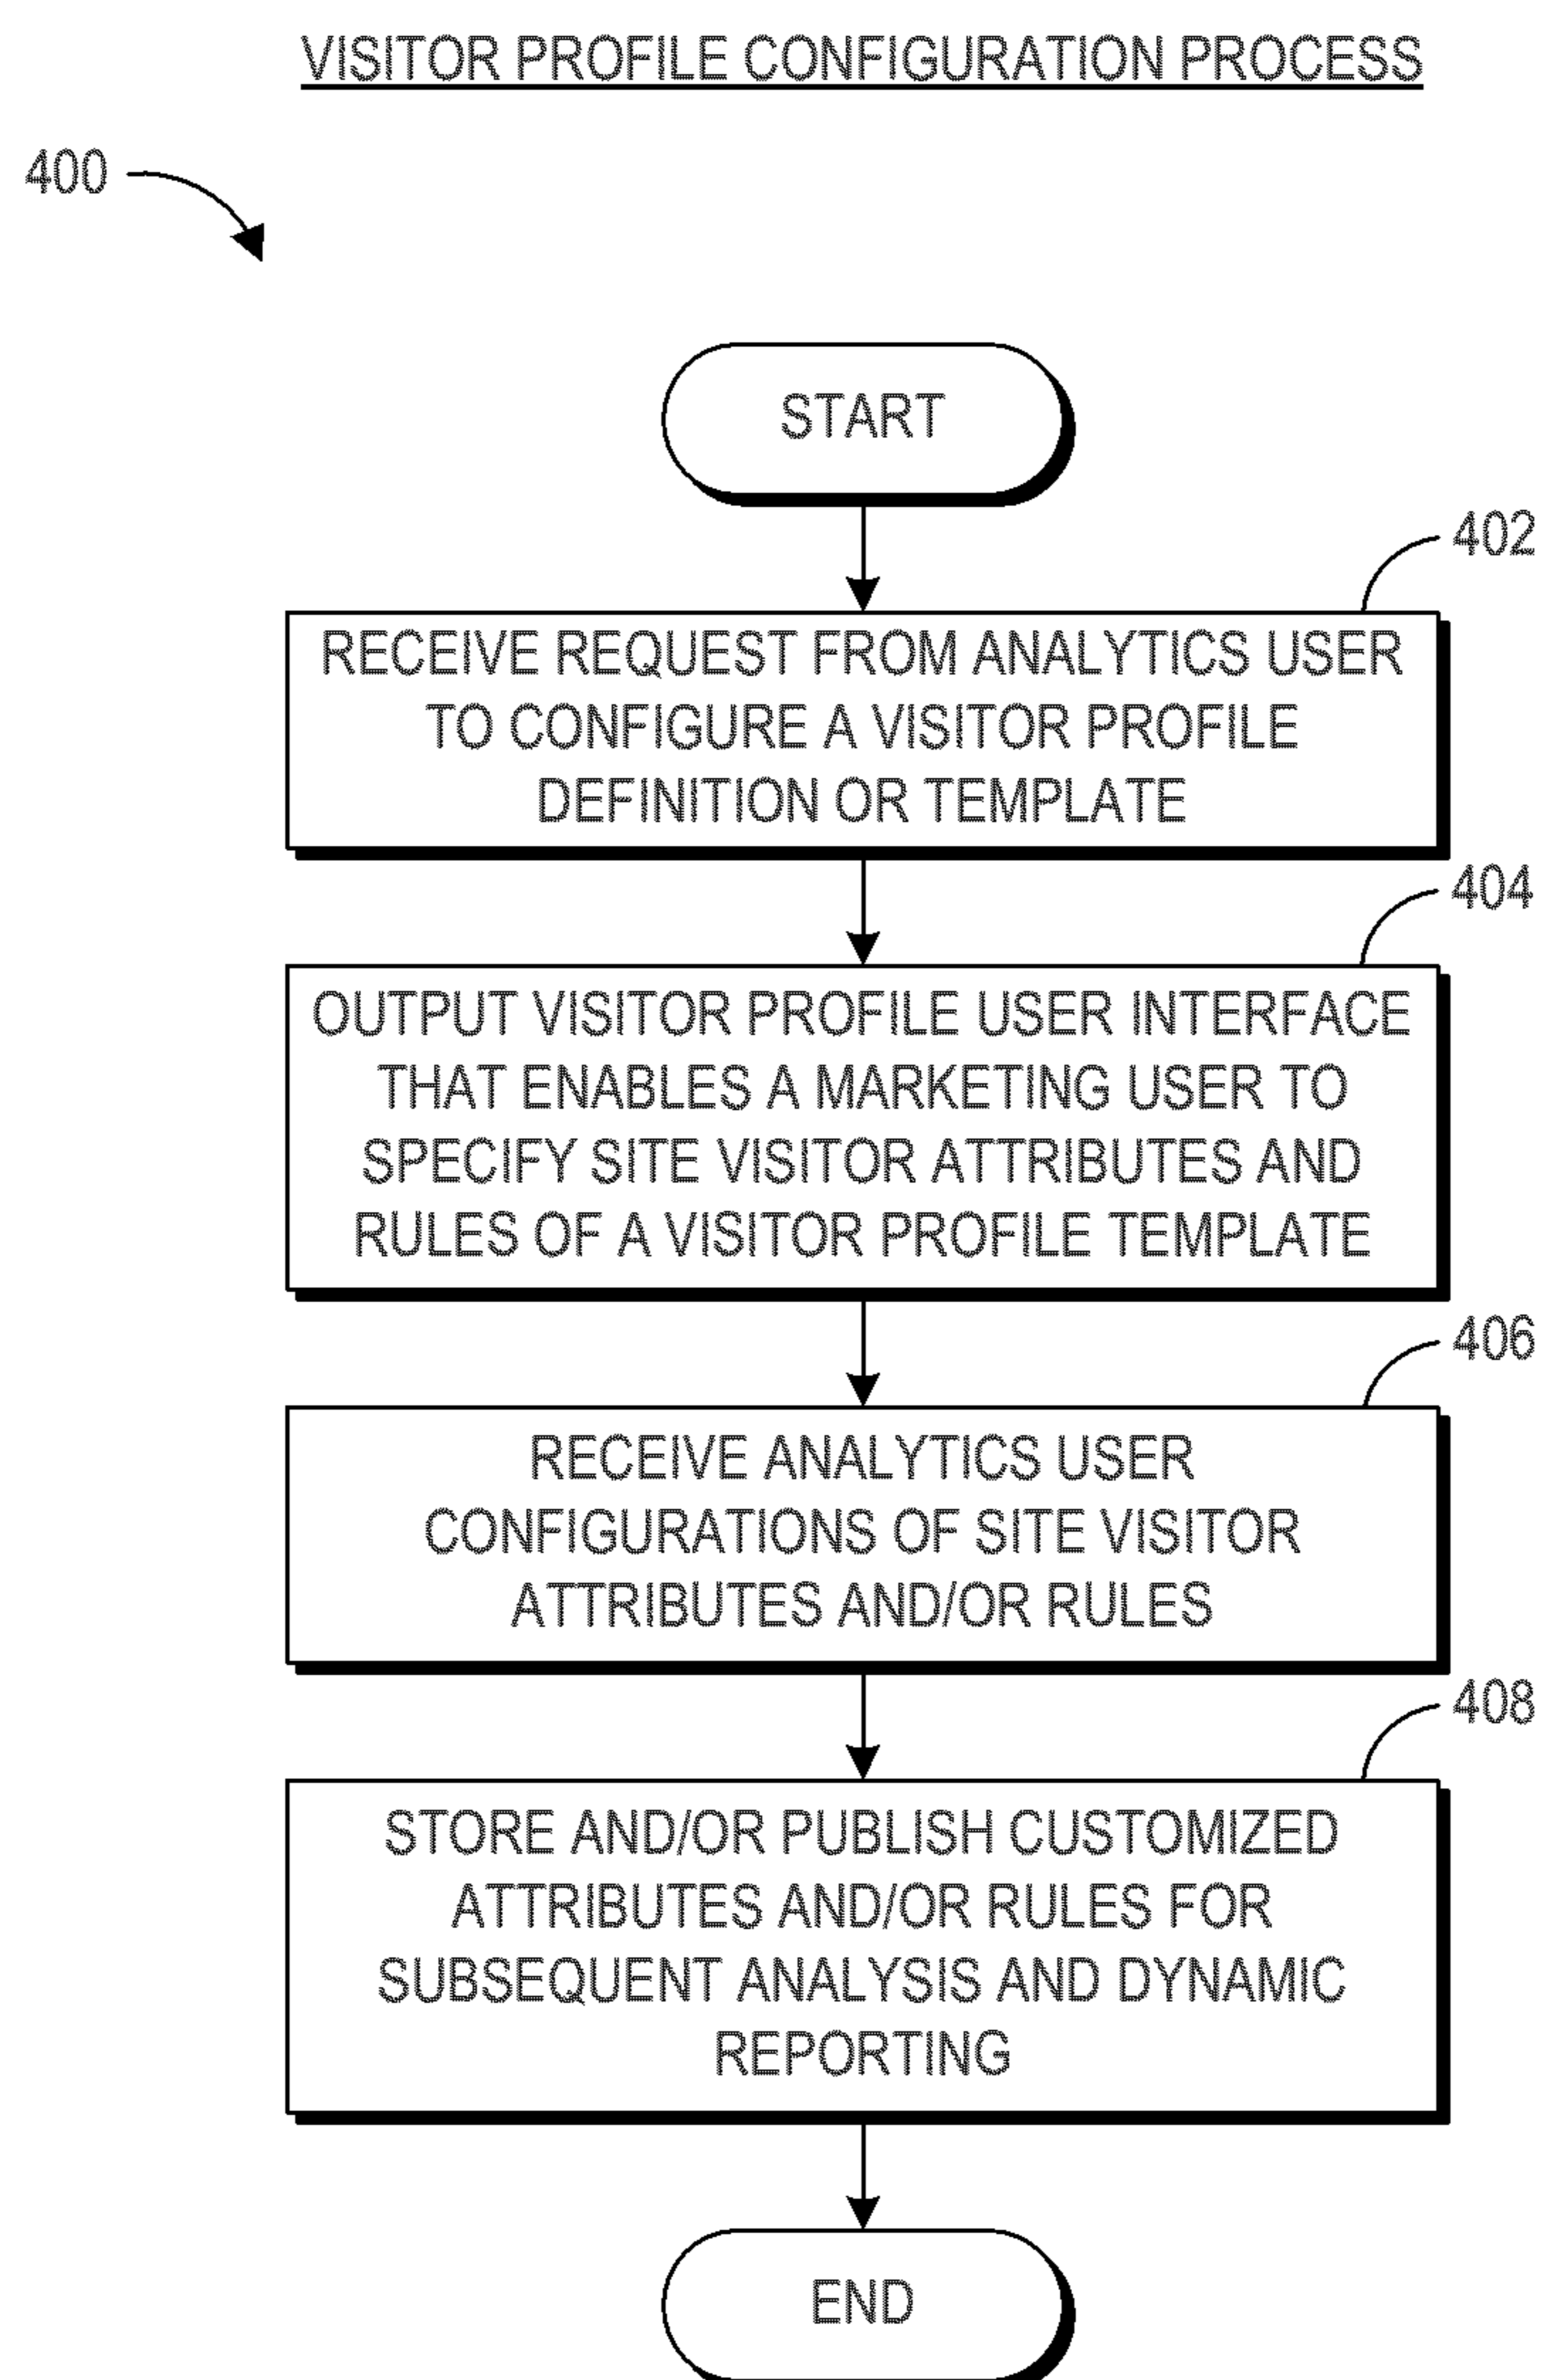 VISITOR PROFILE CONFIGURATION PROCESS
400
START
402
RECEIVE REQUEST FROM ANALYTICS USER
TO CONFIGURE A VISITOR PROFILE
DEFINITION OR TEMPLATE
404
OUTPUT VISITOR PROFILE USER INTERFACE
THAT ENABLES A MARKETING USER TO
SPECIFY SITE VISITOR ATTRIBUTES AND
RULES OF A VISITOR PROFILE TEMPLATE
406
RECEIVE ANALYTICS USER
CONFIGURATIONS OF SITE VISITOR
ATTRIBUTES AND/OR RULES
408
STORE AND/OR PUBLISH CUSTOMIZED
ATTRIBUTES AND/OR RULES FOR
SUBSEQUENT ANALYSIS AND DYNAMIC
REPORTING
END